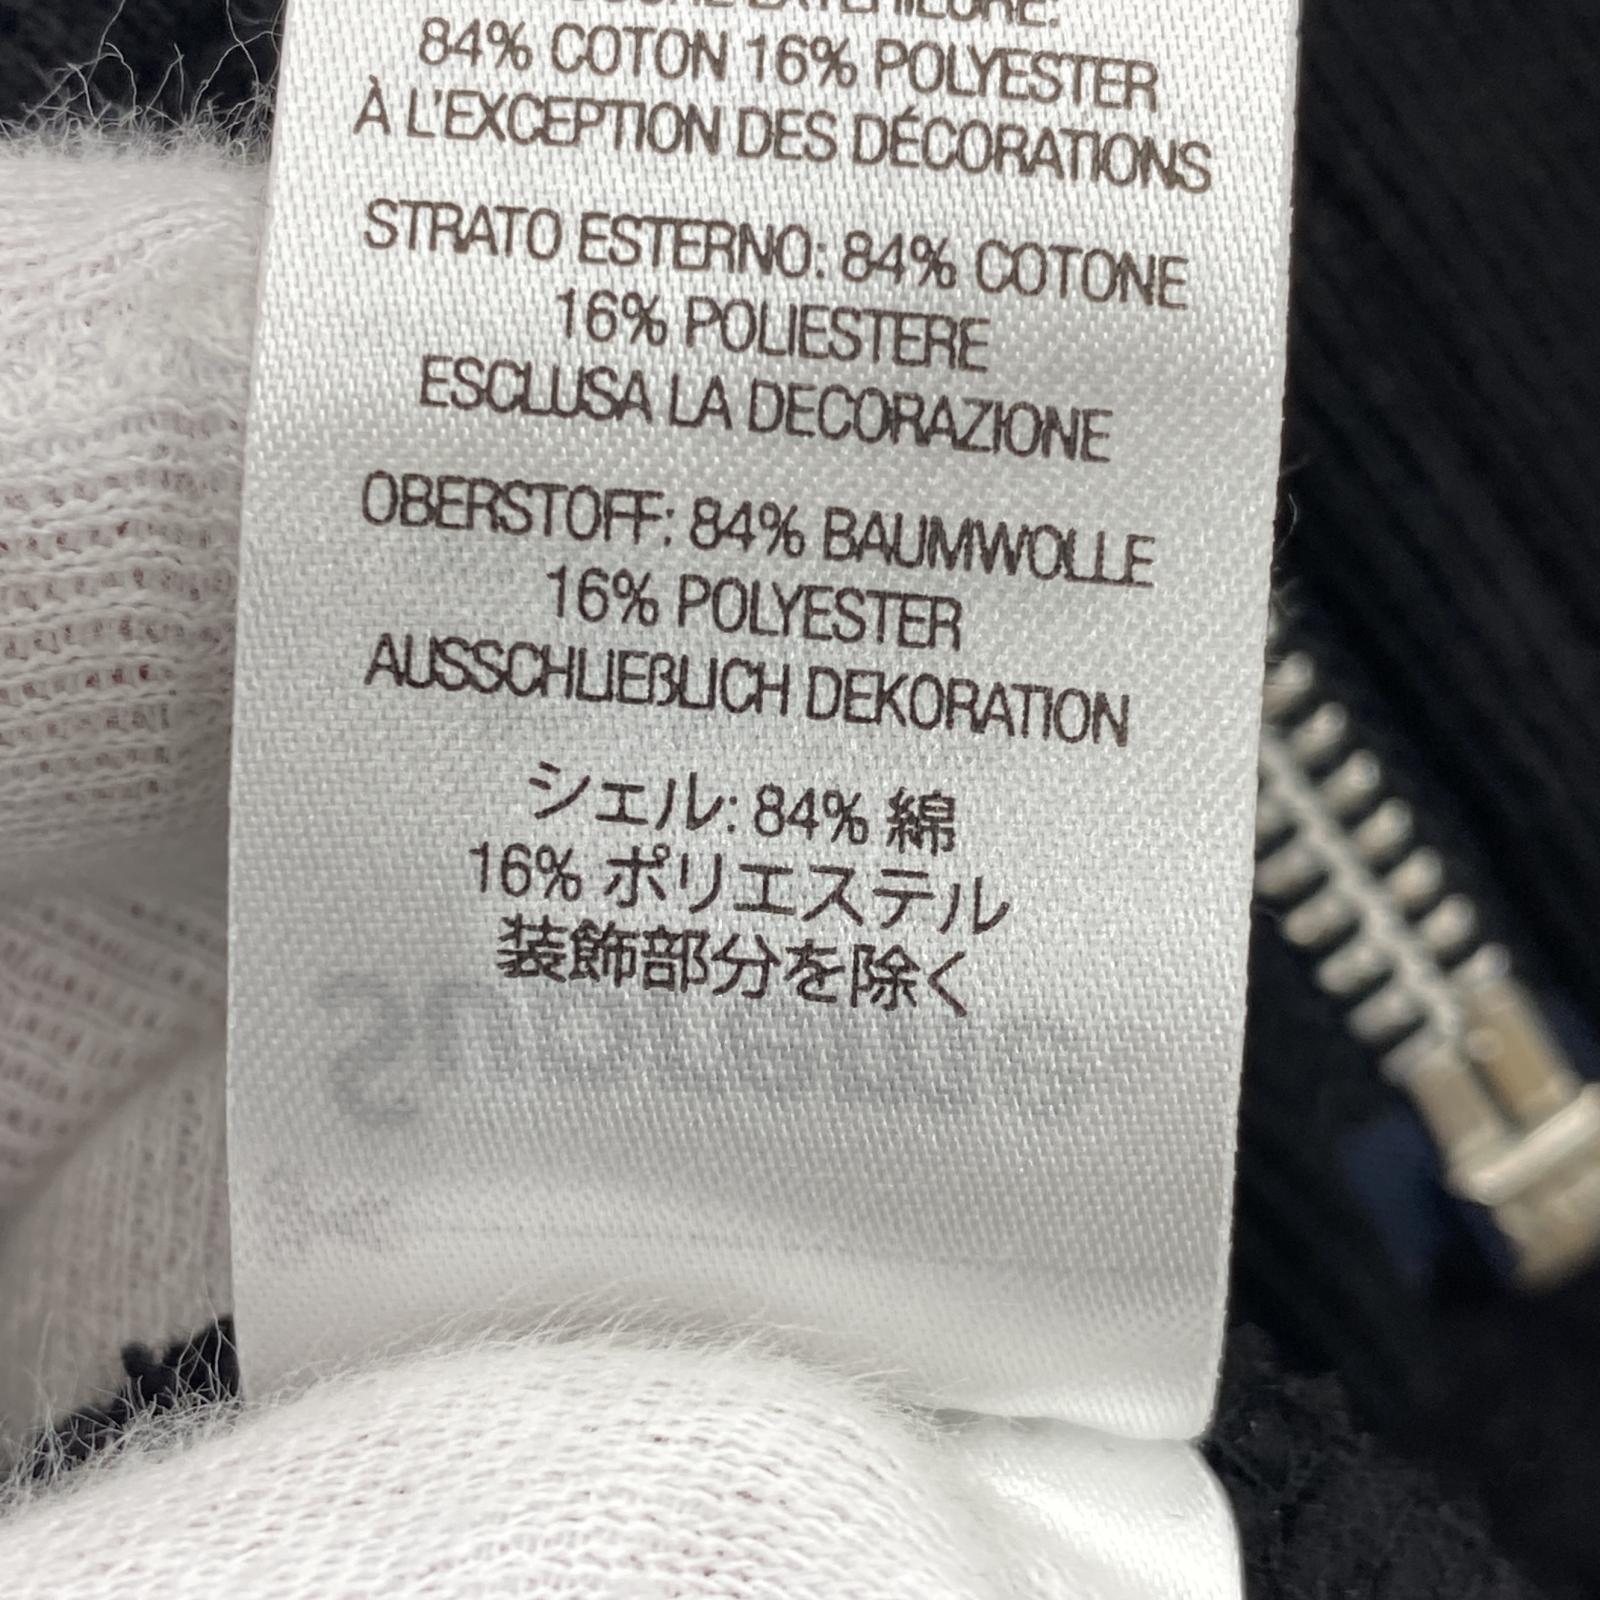 EXTÉRIEURE:
84% COTON 16% POLYESTER
À L'EXCEPTION DES DÉCORATIONS
STRATO ESTERNO: 84% COTONE
16% POLIESTERE
ESCLUSA LA DECORAZIONE
OBERSTOFF: 84% BAUMWOLLE
16% POLYESTER
AUSSCHLIEßLICH DEKORATION
シェル: 84% 綿
16% ポリエステル
装飾部分を除く